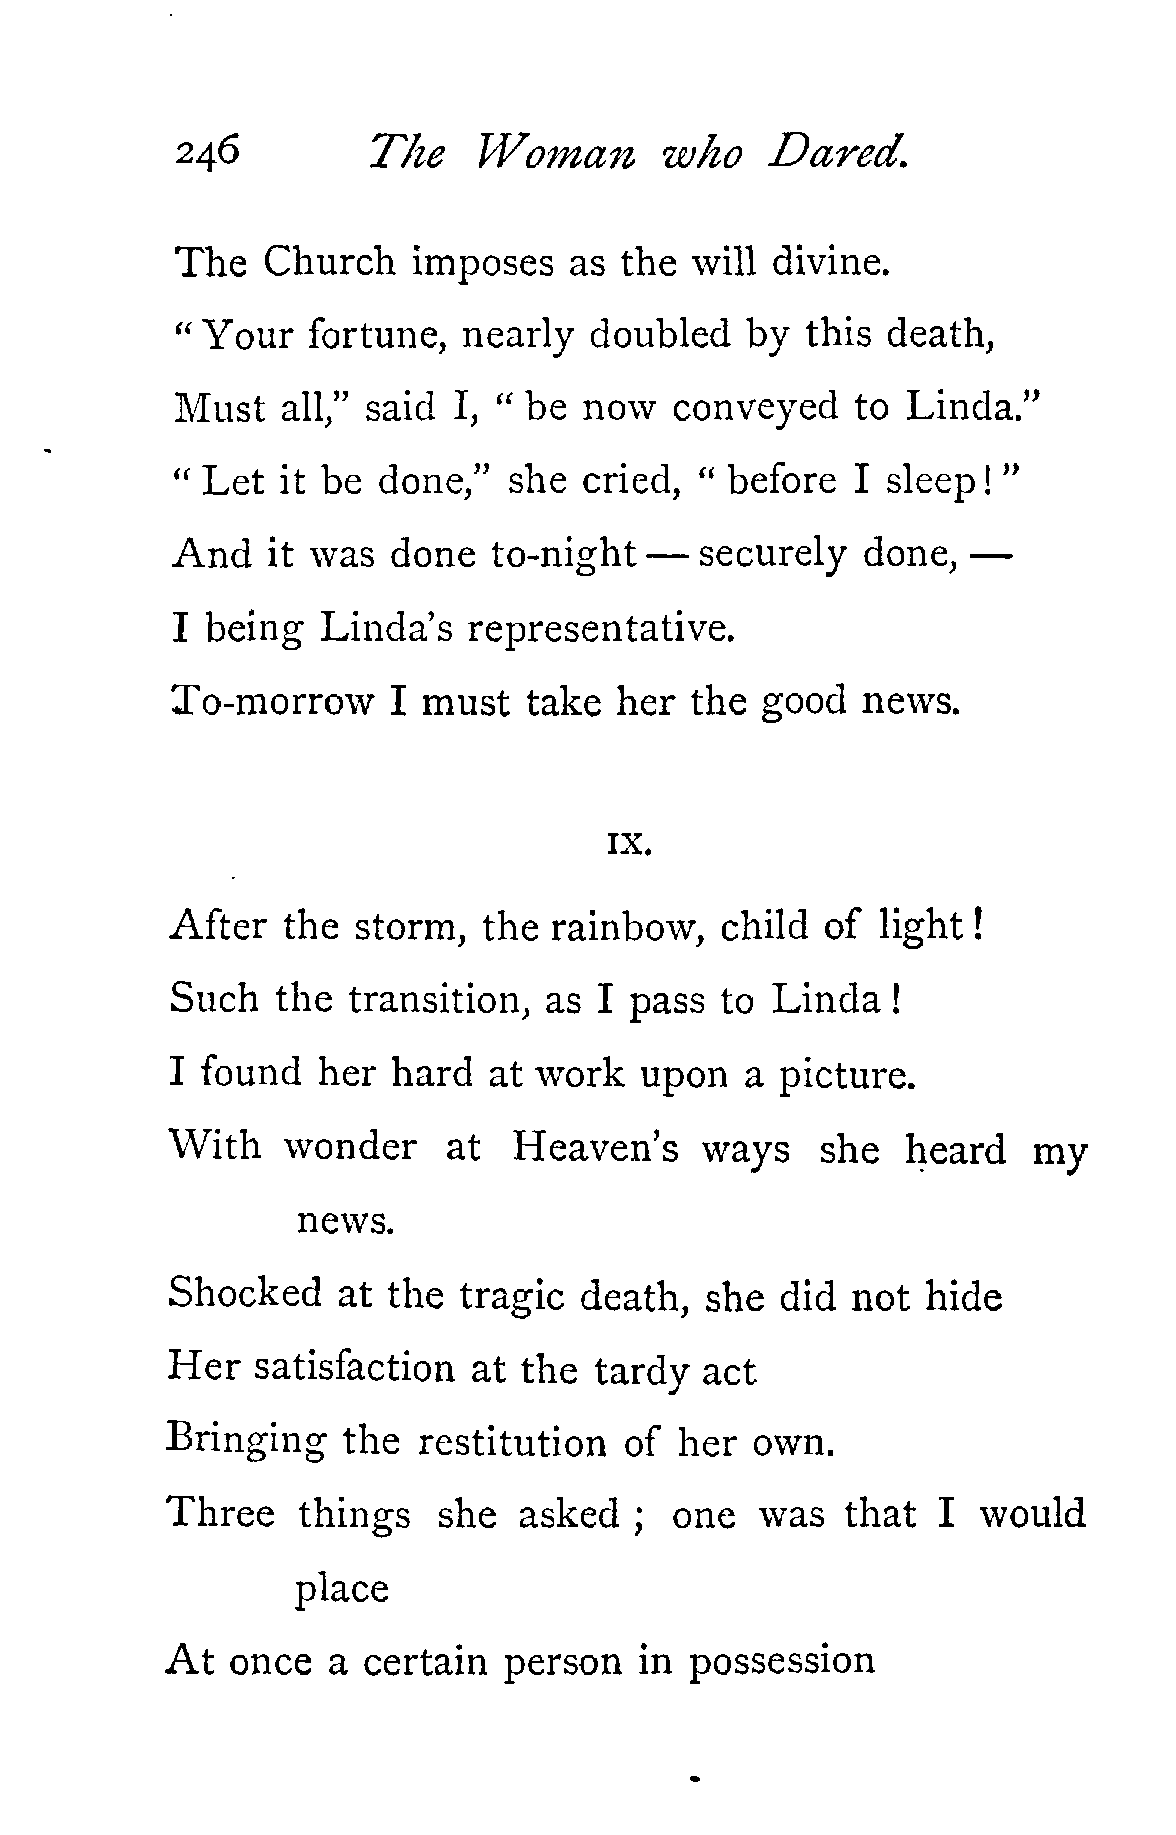 246 The Woman who Dared.
The Church imposes as the will divine.
" Your fortune, nearly doubled by this death,
Must all," said I, " be now conveyed to Linda."
" Let it be done," she cried, " before I sleep! "
And it was done to-night — securely done, —
I being Linda's representative.
To-morrow I must take her the good news.
IX.
After the storm, the rainbow, child of light !
Such the transition, as I pass to Linda !
I found her hard at work upon a picture.
With wonder at Heaven's ways she heard my
news.
Shocked at the tragic death, she did not hide
Her satisfaction at the tardy act
Bringing the restitution of her own.
Three things she asked ; one was that I would
place
At once a certain person in possession